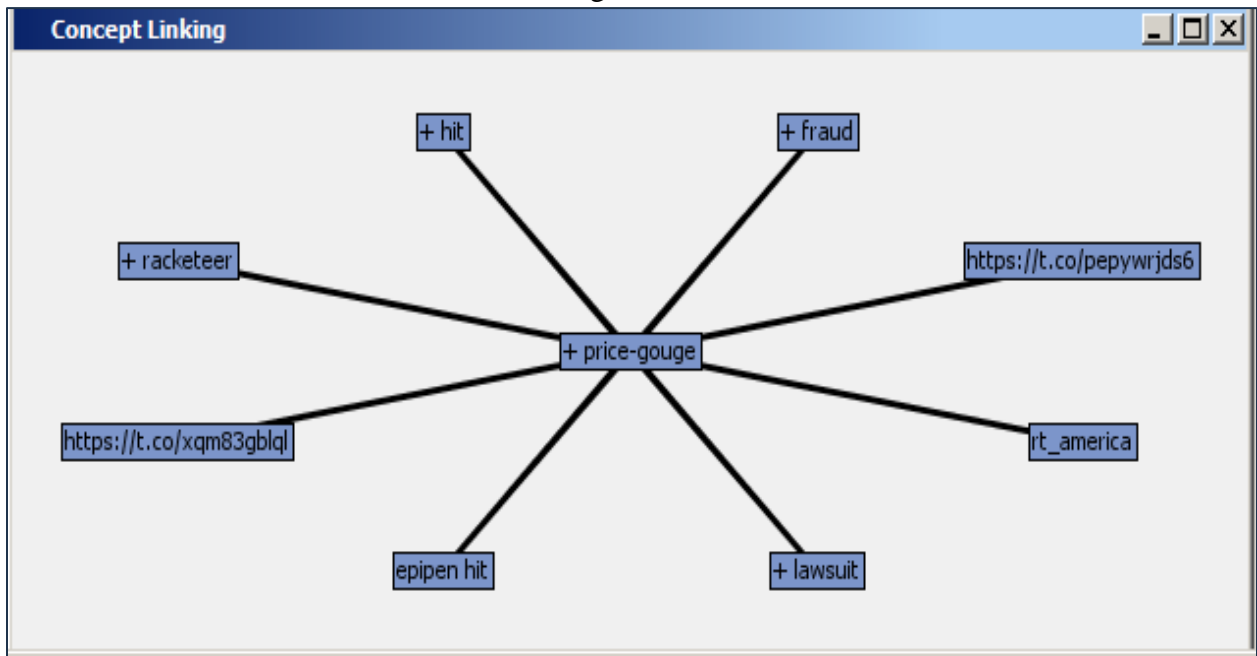 Concept Linking
+ hit
+ fraud
+ racketeer
https://t.co/pepywrjds6
+ price-gouge
https://t.co/xqm83gblql
rt_america
epipen hit
+ lawsuit